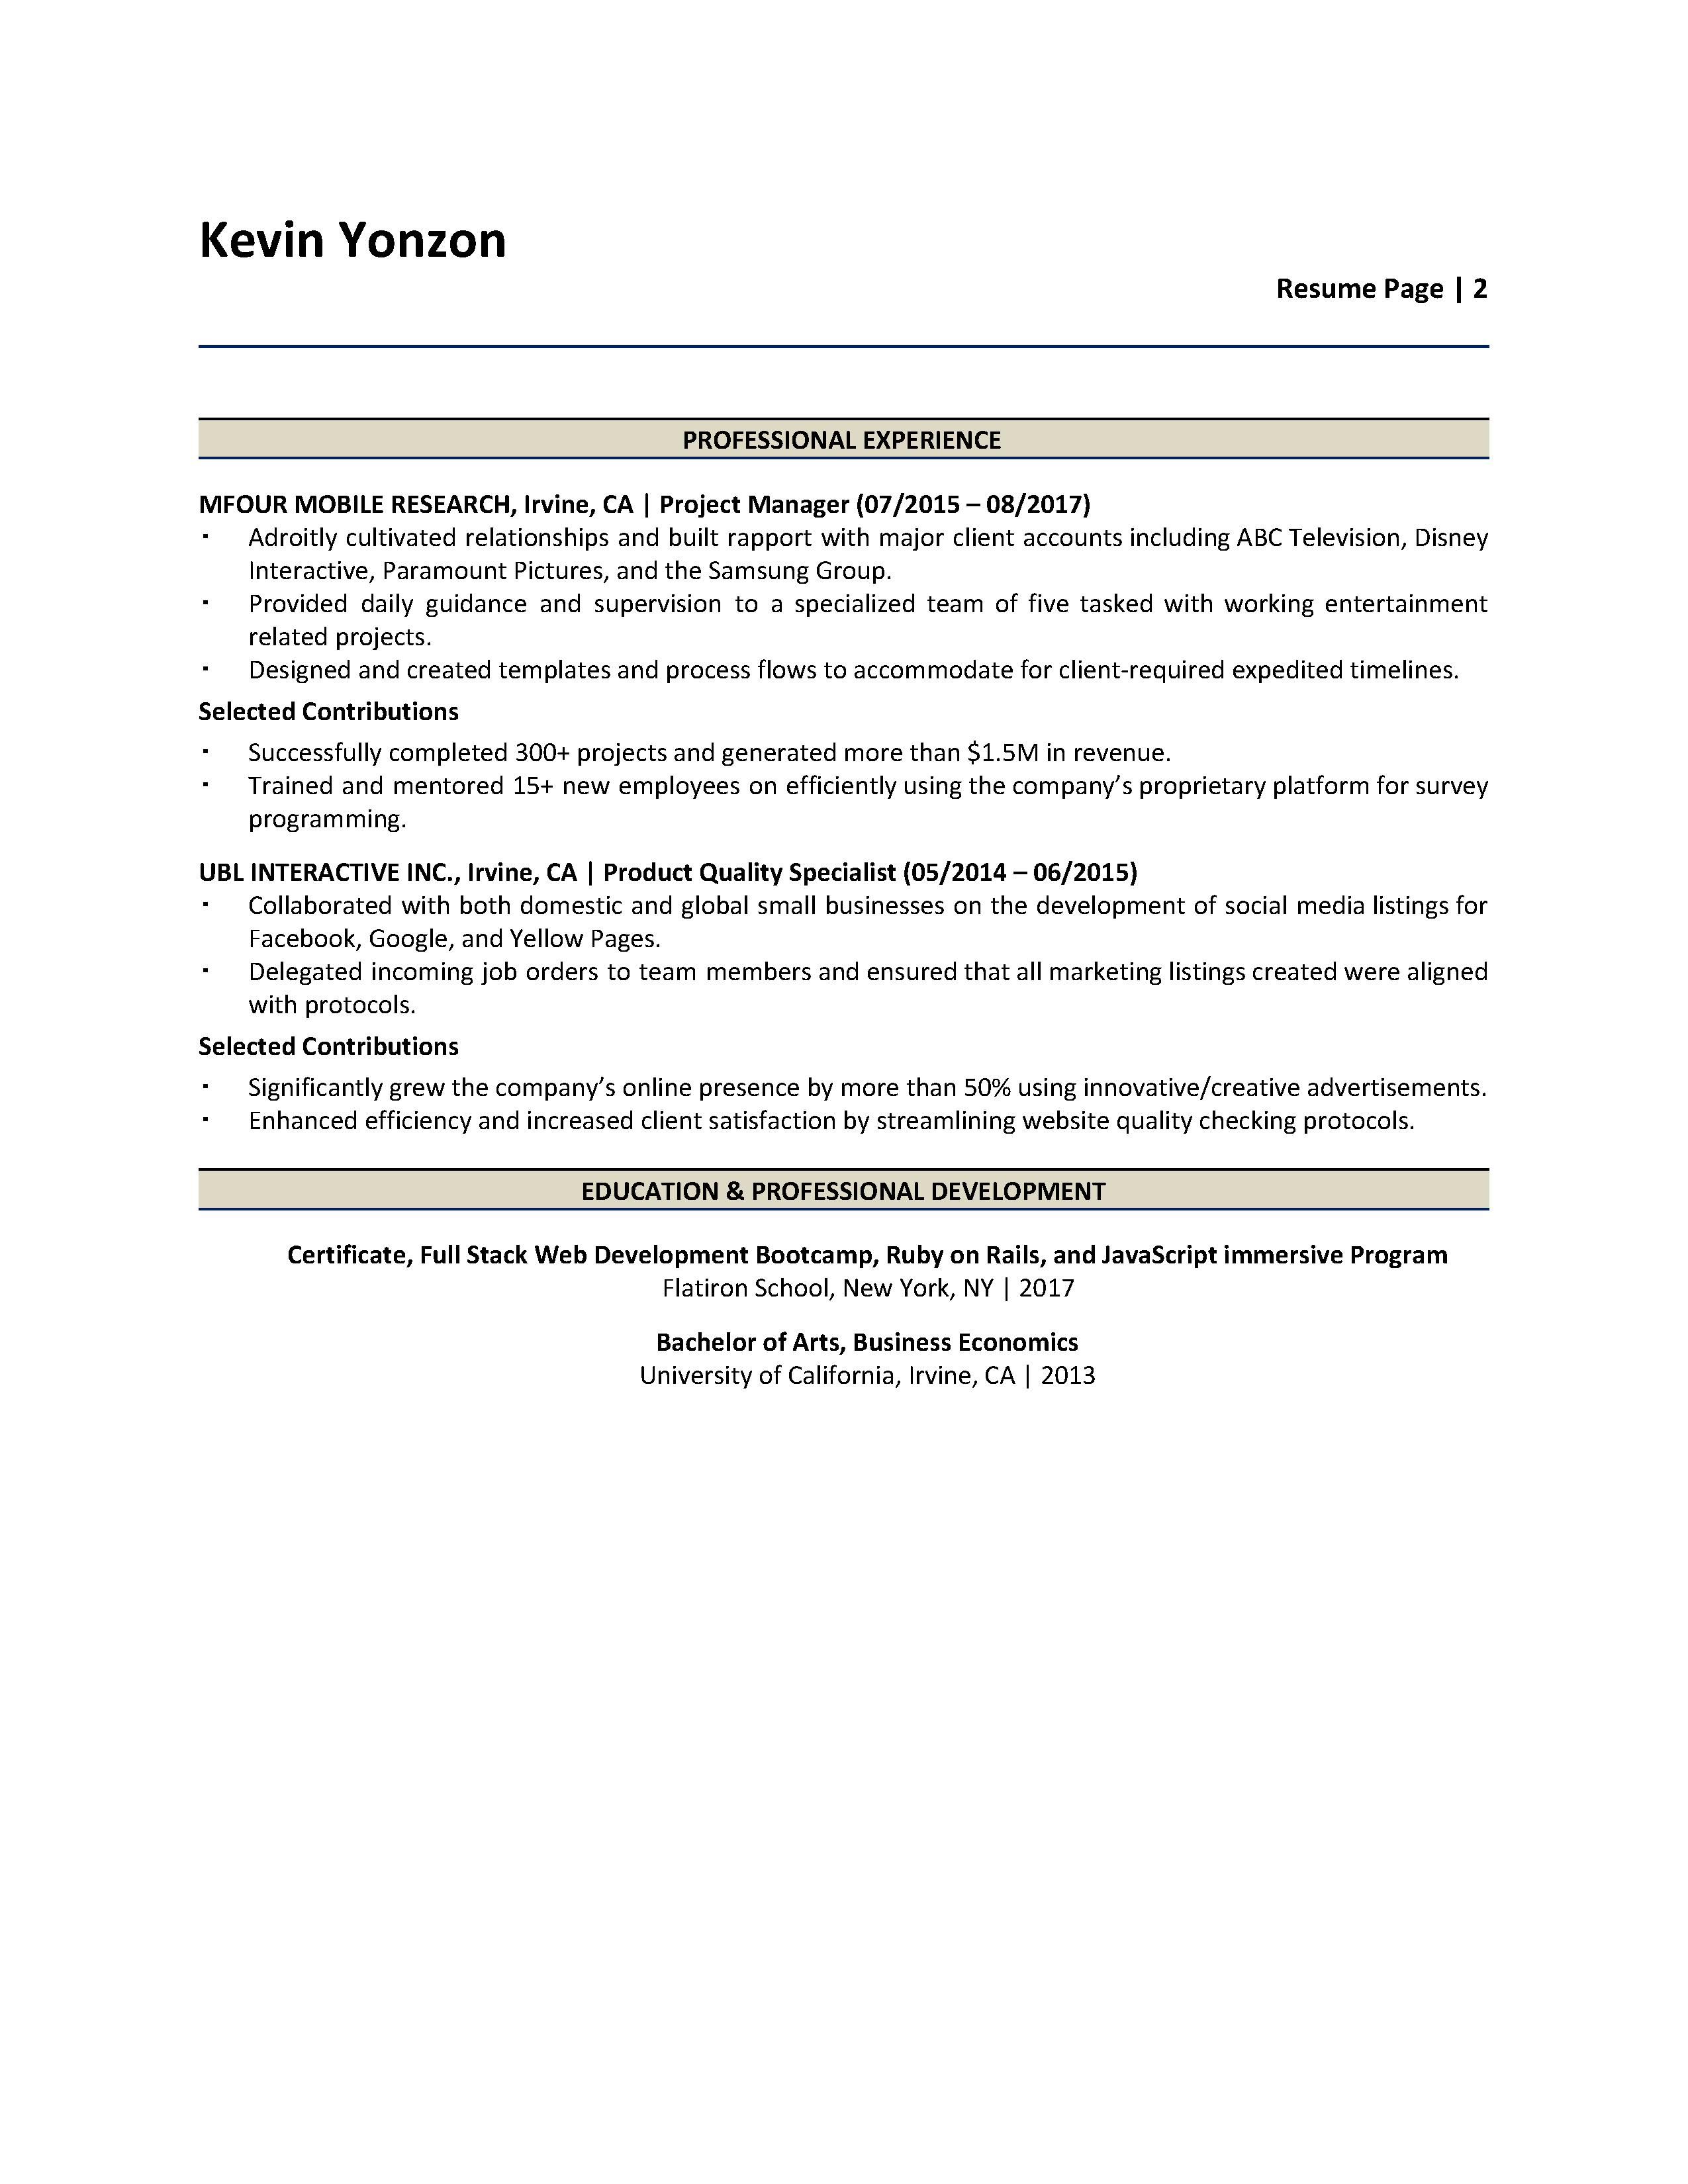 Kevin Yonzon
Resume Page | 2
PROFESSIONAL EXPERIENCE
MFOUR MOBILE RESEARCH, Irvine, CA | Project Manager (07/2015 – 08/2017)
▪ Adroitly cultivated relationships and built rapport with major client accounts including ABC Television, Disney
Interactive, Paramount Pictures, and the Samsung Group.
▪ Provided daily guidance and supervision to a specialized team of five tasked with working entertainment
related projects.
▪ Designed and created templates and process flows to accommodate for client-required expedited timelines.
Selected Contributions
▪ Successfully completed 300+ projects and generated more than $1.5M in revenue.
▪ Trained and mentored 15+ new employees on efficiently using the company’s proprietary platform for survey
programming.
UBL INTERACTIVE INC., Irvine, CA | Product Quality Specialist (05/2014 – 06/2015)
▪ Collaborated with both domestic and global small businesses on the development of social media listings for
Facebook, Google, and Yellow Pages.
▪ Delegated incoming job orders to team members and ensured that all marketing listings created were aligned
with protocols.
Selected Contributions
▪ Significantly grew the company’s online presence by more than 50% using innovative/creative advertisements.
▪ Enhanced efficiency and increased client satisfaction by streamlining website quality checking protocols.
EDUCATION & PROFESSIONAL DEVELOPMENT
Certificate, Full Stack Web Development Bootcamp, Ruby on Rails, and JavaScript immersive Program
Flatiron School, New York, NY | 2017
Bachelor of Arts, Business Economics
University of California, Irvine, CA | 2013